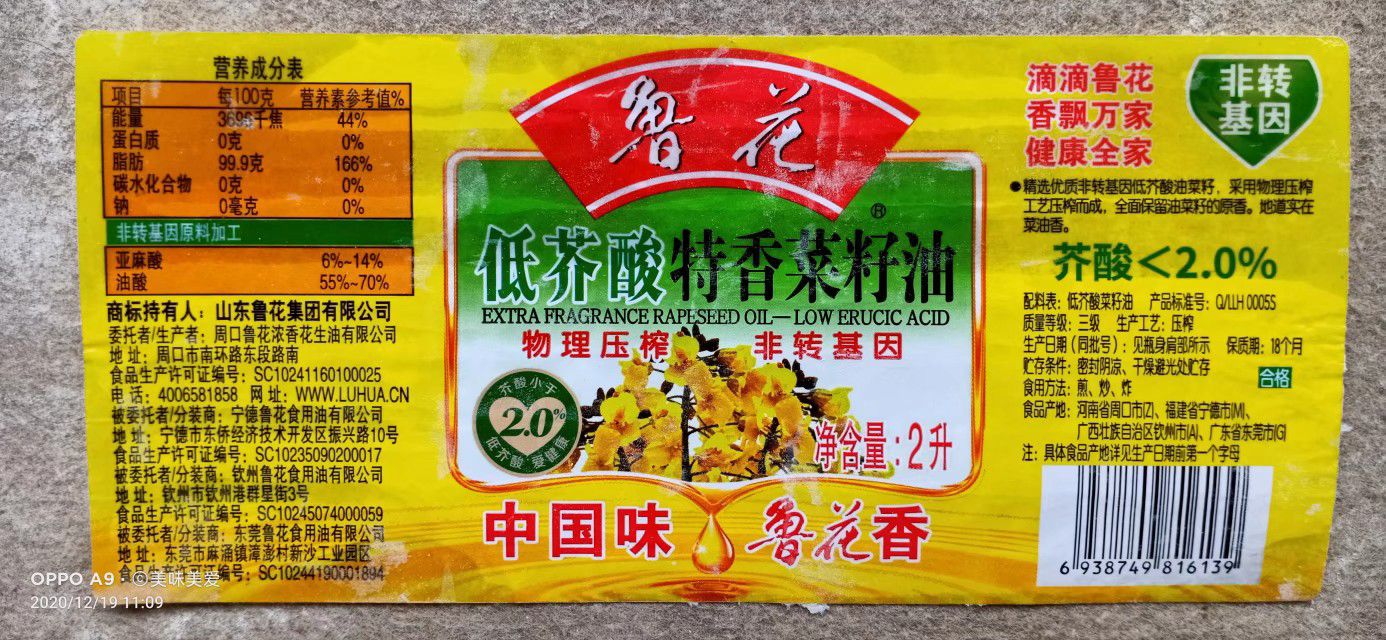 营养成分表
项目 每100克 营养素参考值%
能量 3696千焦 44%
蛋白质 0克 0%
脂肪 99.9克 166%
碳水化合物 0克 0%
钠 0毫克 0%
非转基因原料加工
亚麻酸 6%~14%
油酸 55%~70%
商标持有人：山东鲁花集团有限公司
委托者/生产者：周口鲁花浓香花生油有限公司
地 址：周口市南环路东段路南
食品生产许可证编号：SC10241160100025
电 话：4006581858 网 址：WWW.LUHUA.CN
被委托者/分装商：宁德鲁花食用油有限公司
地 址：宁德市东侨经济技术开发区振兴路10号
食品生产许可证编号：SC10235090200017
被委托者/分装商：钦州鲁花食用油有限公司
地 址：钦州市钦州港群星街3号
食品生产许可证编号：SC10245074000059
被委托者/分装商：东莞鲁花食用油有限公司
地 址：东莞市麻涌镇漳澎村新沙工业园区
食品生产许可证编号：SC10244190001894
鲁花
®
低芥酸特香菜籽油
EXTRA FRAGRANCE RAPESEED OIL—LOW ERUCIC ACID
物理压榨 非转基因
芥酸小于
2.0%
低芥酸 爱健康
净含量：2升
中国味 鲁花香
滴滴鲁花
香飘万家
健康全家
非转
基因
●精选优质非转基因低芥酸油菜籽，采用物理压榨
工艺压榨而成，全面保留油菜籽的原香。地道实在
菜油香。
芥酸＜2.0%
配料表：低芥酸菜籽油 产品标准号：Q/LLH 0005S
质量等级：三级 生产工艺：压榨
生产日期（同批号）：见瓶身肩部所示 保质期：18个月
贮存条件：密封阴凉、干燥避光处贮存
合格
食用方法：煎、炒、炸
食品产地：河南省周口市(Z)、福建省宁德市(M)、
广西壮族自治区钦州市(A)、广东省东莞市(G)
注：具体食品产地详见生产日期前第一个字母
6 938749 816139
OPPO A9 · ©美味美爱
2020/12/19 11:09